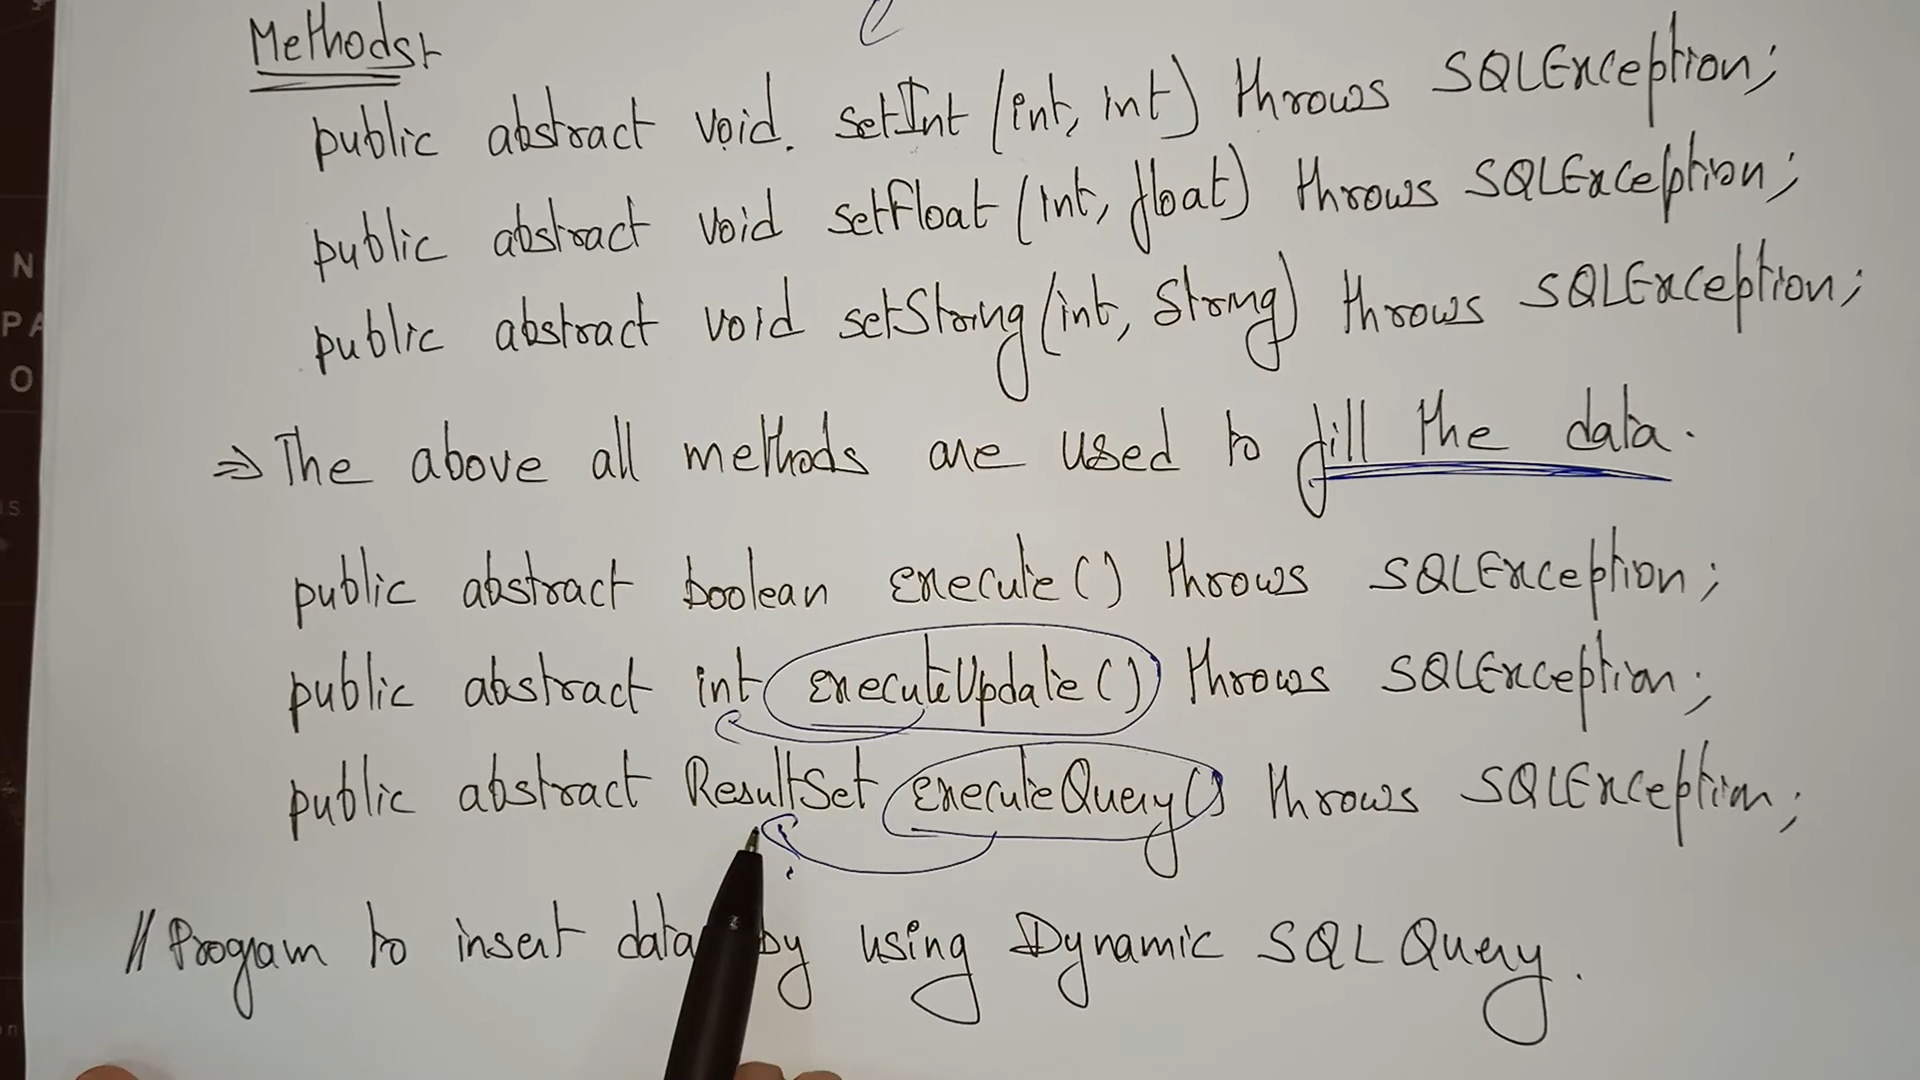 Methods:
public abstract void. setInt (int, int) throws SQLException;
public abstract void setFloat (int, float) throws SQLException;
public abstract void setString (int, String) throws SQLException;
⇒ The above all methods are used to fill the data.
public abstract boolean execute() throws SQLException;
public abstract int executeUpdate() throws SQLException;
public abstract ResultSet executeQuery() throws SQLException;
// Program to insert data by using Dynamic SQL Query.
N
PA
O